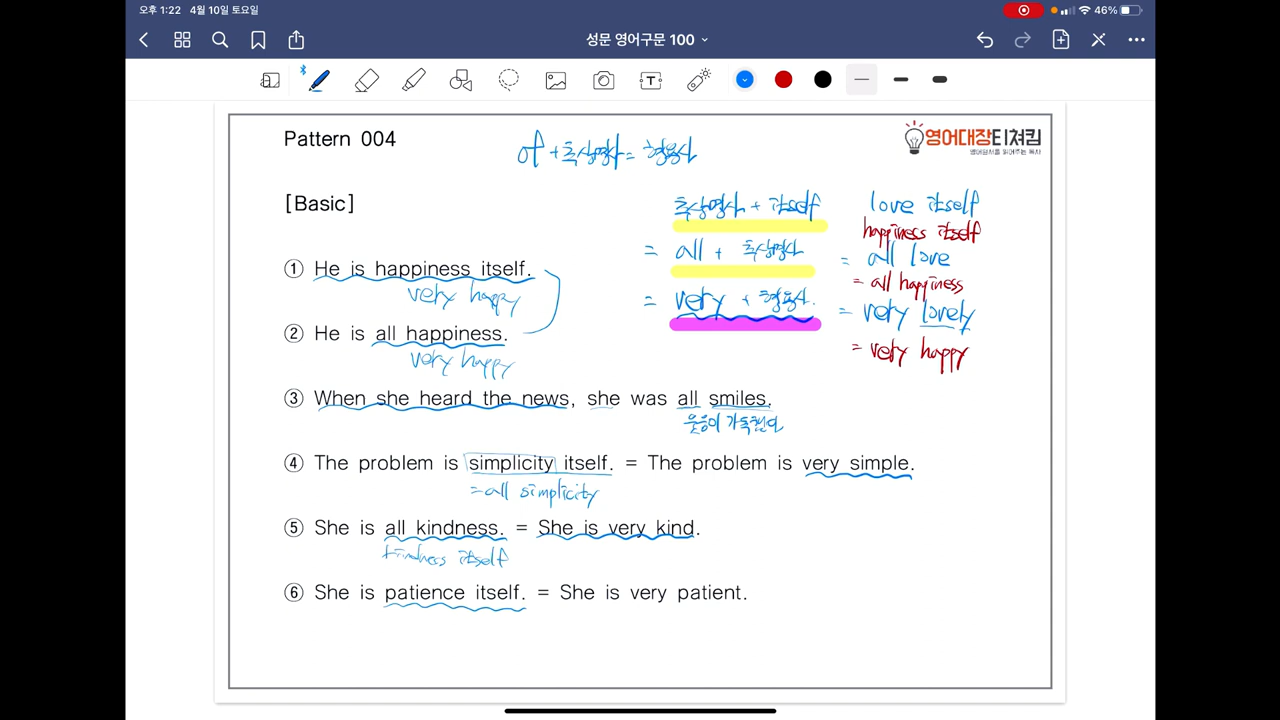 오후 1:22 4월 10일 토요일
46%
성문 영어구문 100
Pattern 004
영어대장티쳐킴
of + 추상명사 = 형용사
[Basic]
추상명사 + itself
= all + 추상명사
= very + 형용사.
love itself
happiness itself
= all love
= all happiness
= very lovely
= very happy
① He is happiness itself.
very happy
② He is all happiness.
very happy
③ When she heard the news, she was all smiles.
웃음이 가득했다
④ The problem is simplicity itself. = The problem is very simple.
= all simplicity
⑤ She is all kindness. = She is very kind.
kindness itself
⑥ She is patience itself. = She is very patient.